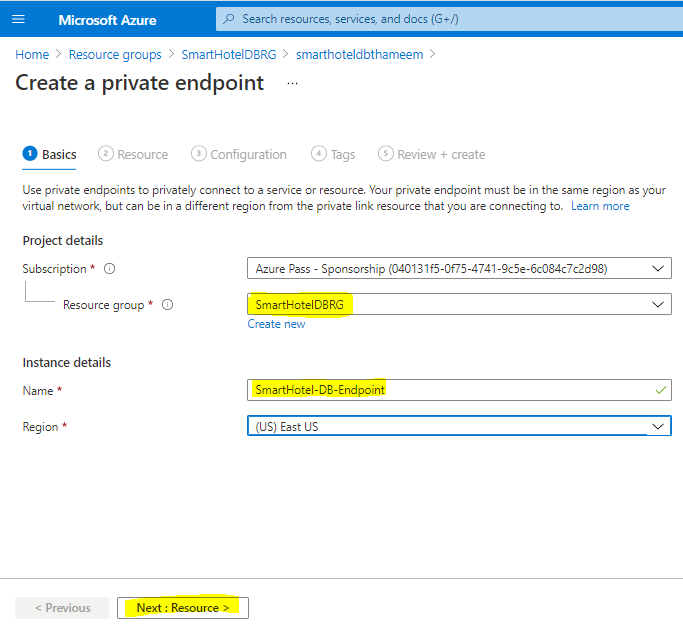 Microsoft Azure
Search resources, services, and docs (G+/)
Home > Resource groups > SmartHotelDBRG > smarthoteldbthameem >
Create a private endpoint ...
1 Basics 2 Resource 3 Configuration 4 Tags 5 Review + create
Use private endpoints to privately connect to a service or resource. Your private endpoint must be in the same region as your
virtual network, but can be in a different region from the private link resource that you are connecting to. Learn more
Project details
Subscription * Azure Pass - Sponsorship (040131f5-0f75-4741-9c5e-6c084c7c2d98)
Resource group * SmartHotelDBRG
Create new
Instance details
Name * SmartHotel-DB-Endpoint
Region * (US) East US
< Previous Next : Resource >